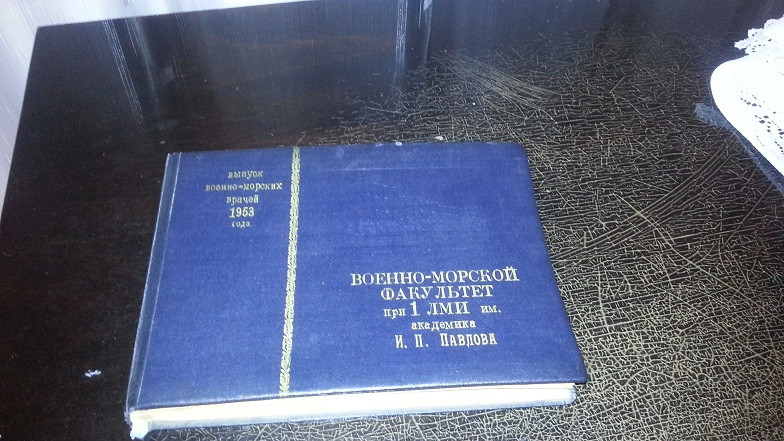 выпуск
военно-морских
врачей
1953
года
ВОЕННО-МОРСКОЙ
ФАКУЛЬТЕТ
при 1 ЛМИ им.
академика
И. П. ПАВЛОВА